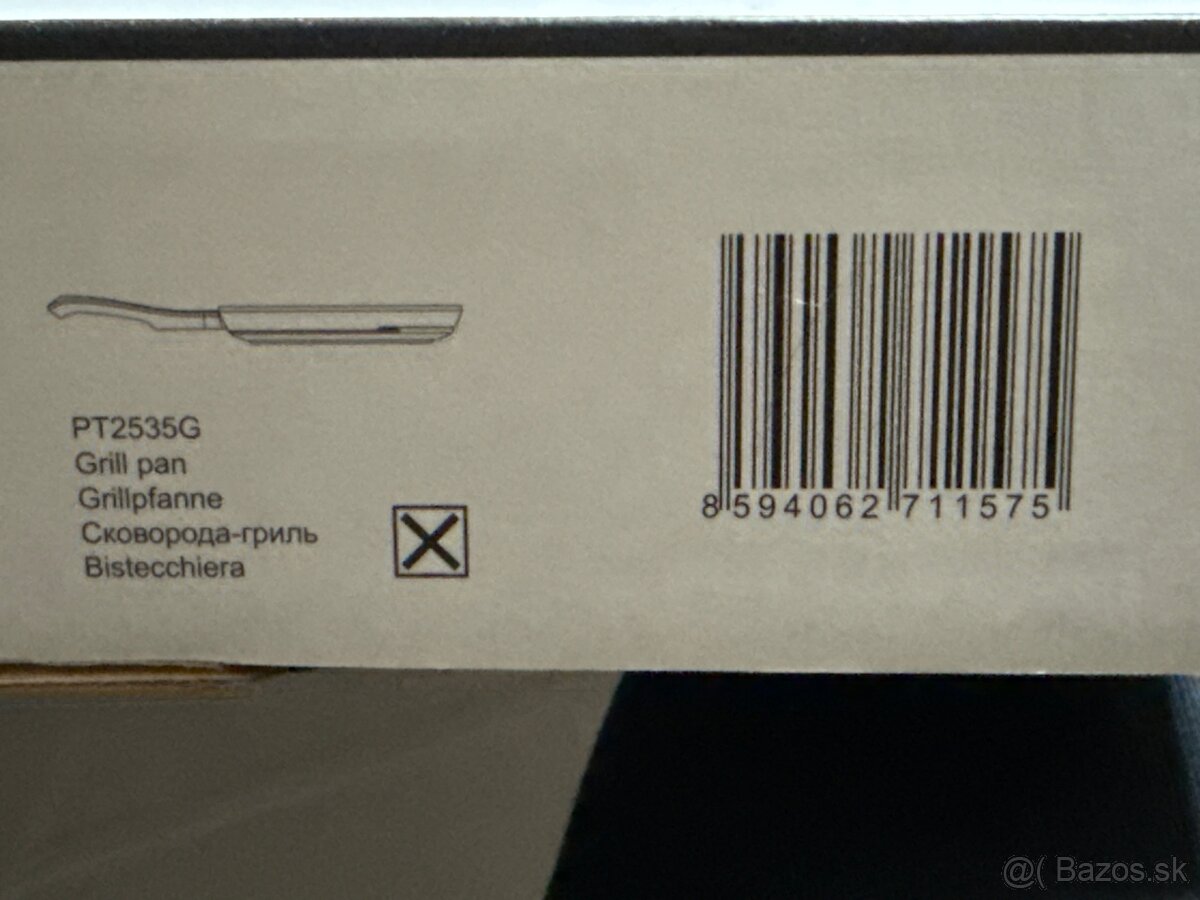 PT2535G
Grill pan
Grillpfanne
Сковорода-гриль
Bistecchiera
8 594062 711575
@( Bazos.sk